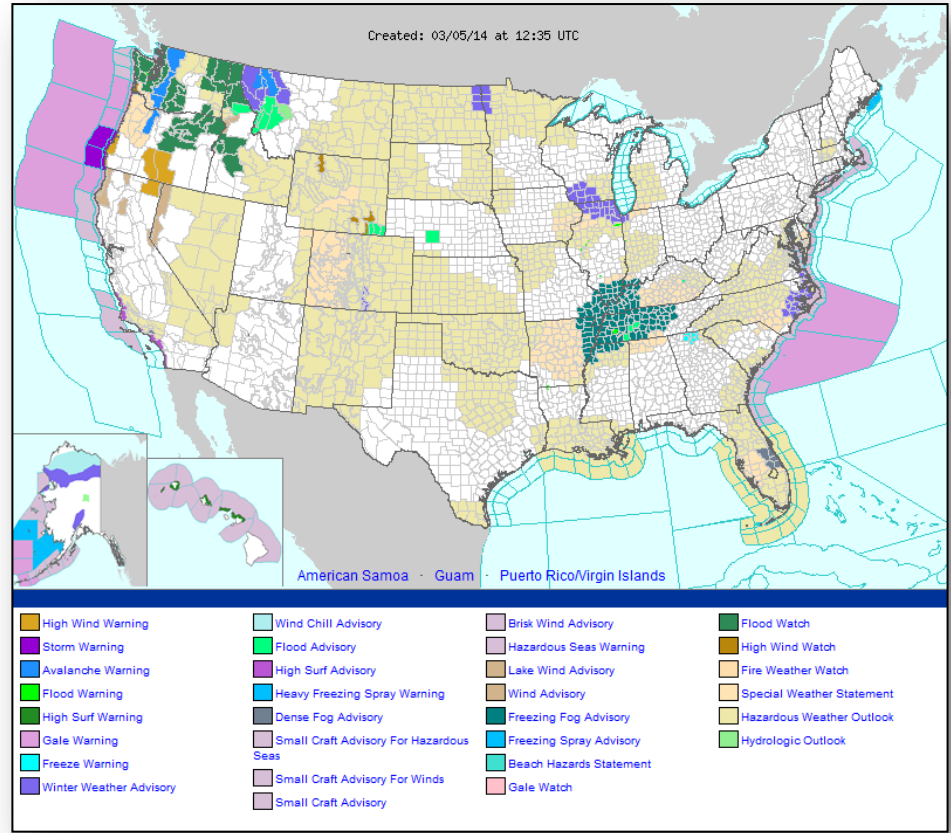 Created: 03/05/14 at 12:35 UTC
American Samoa · Guam · Puerto Rico/Virgin Islands
High Wind Warning
Storm Warning
Avalanche Warning
Flood Warning
High Surf Warning
Gale Warning
Freeze Warning
Winter Weather Advisory
Wind Chill Advisory
Flood Advisory
High Surf Advisory
Heavy Freezing Spray Warning
Dense Fog Advisory
Small Craft Advisory For Hazardous
Seas
Small Craft Advisory For Winds
Small Craft Advisory
Brisk Wind Advisory
Hazardous Seas Warning
Lake Wind Advisory
Wind Advisory
Freezing Fog Advisory
Freezing Spray Advisory
Beach Hazards Statement
Gale Watch
Flood Watch
High Wind Watch
Fire Weather Watch
Special Weather Statement
Hazardous Weather Outlook
Hydrologic Outlook